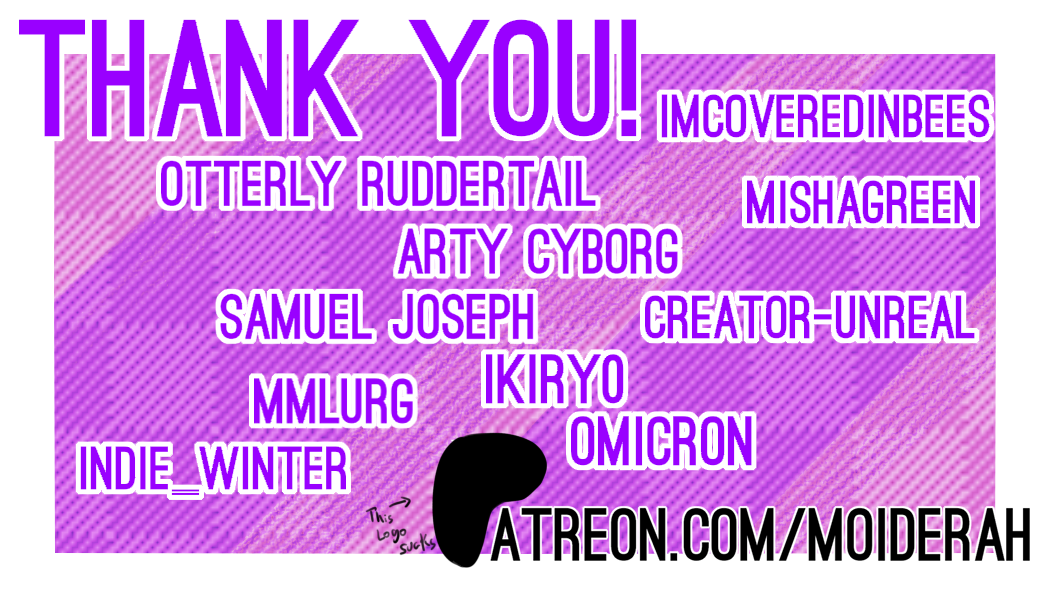 THANK YOU!
IMCOVEREDINBEES
OTTERLY RUDDERTAIL
MISHAGREEN
ARTY CYBORG
SAMUEL JOSEPH
CREATOR-UNREAL
IKIRYO
MMLURG
OMICRON
INDIE_WINTER
This
Logo
sucks
ATREON.COM/MOIDERAH